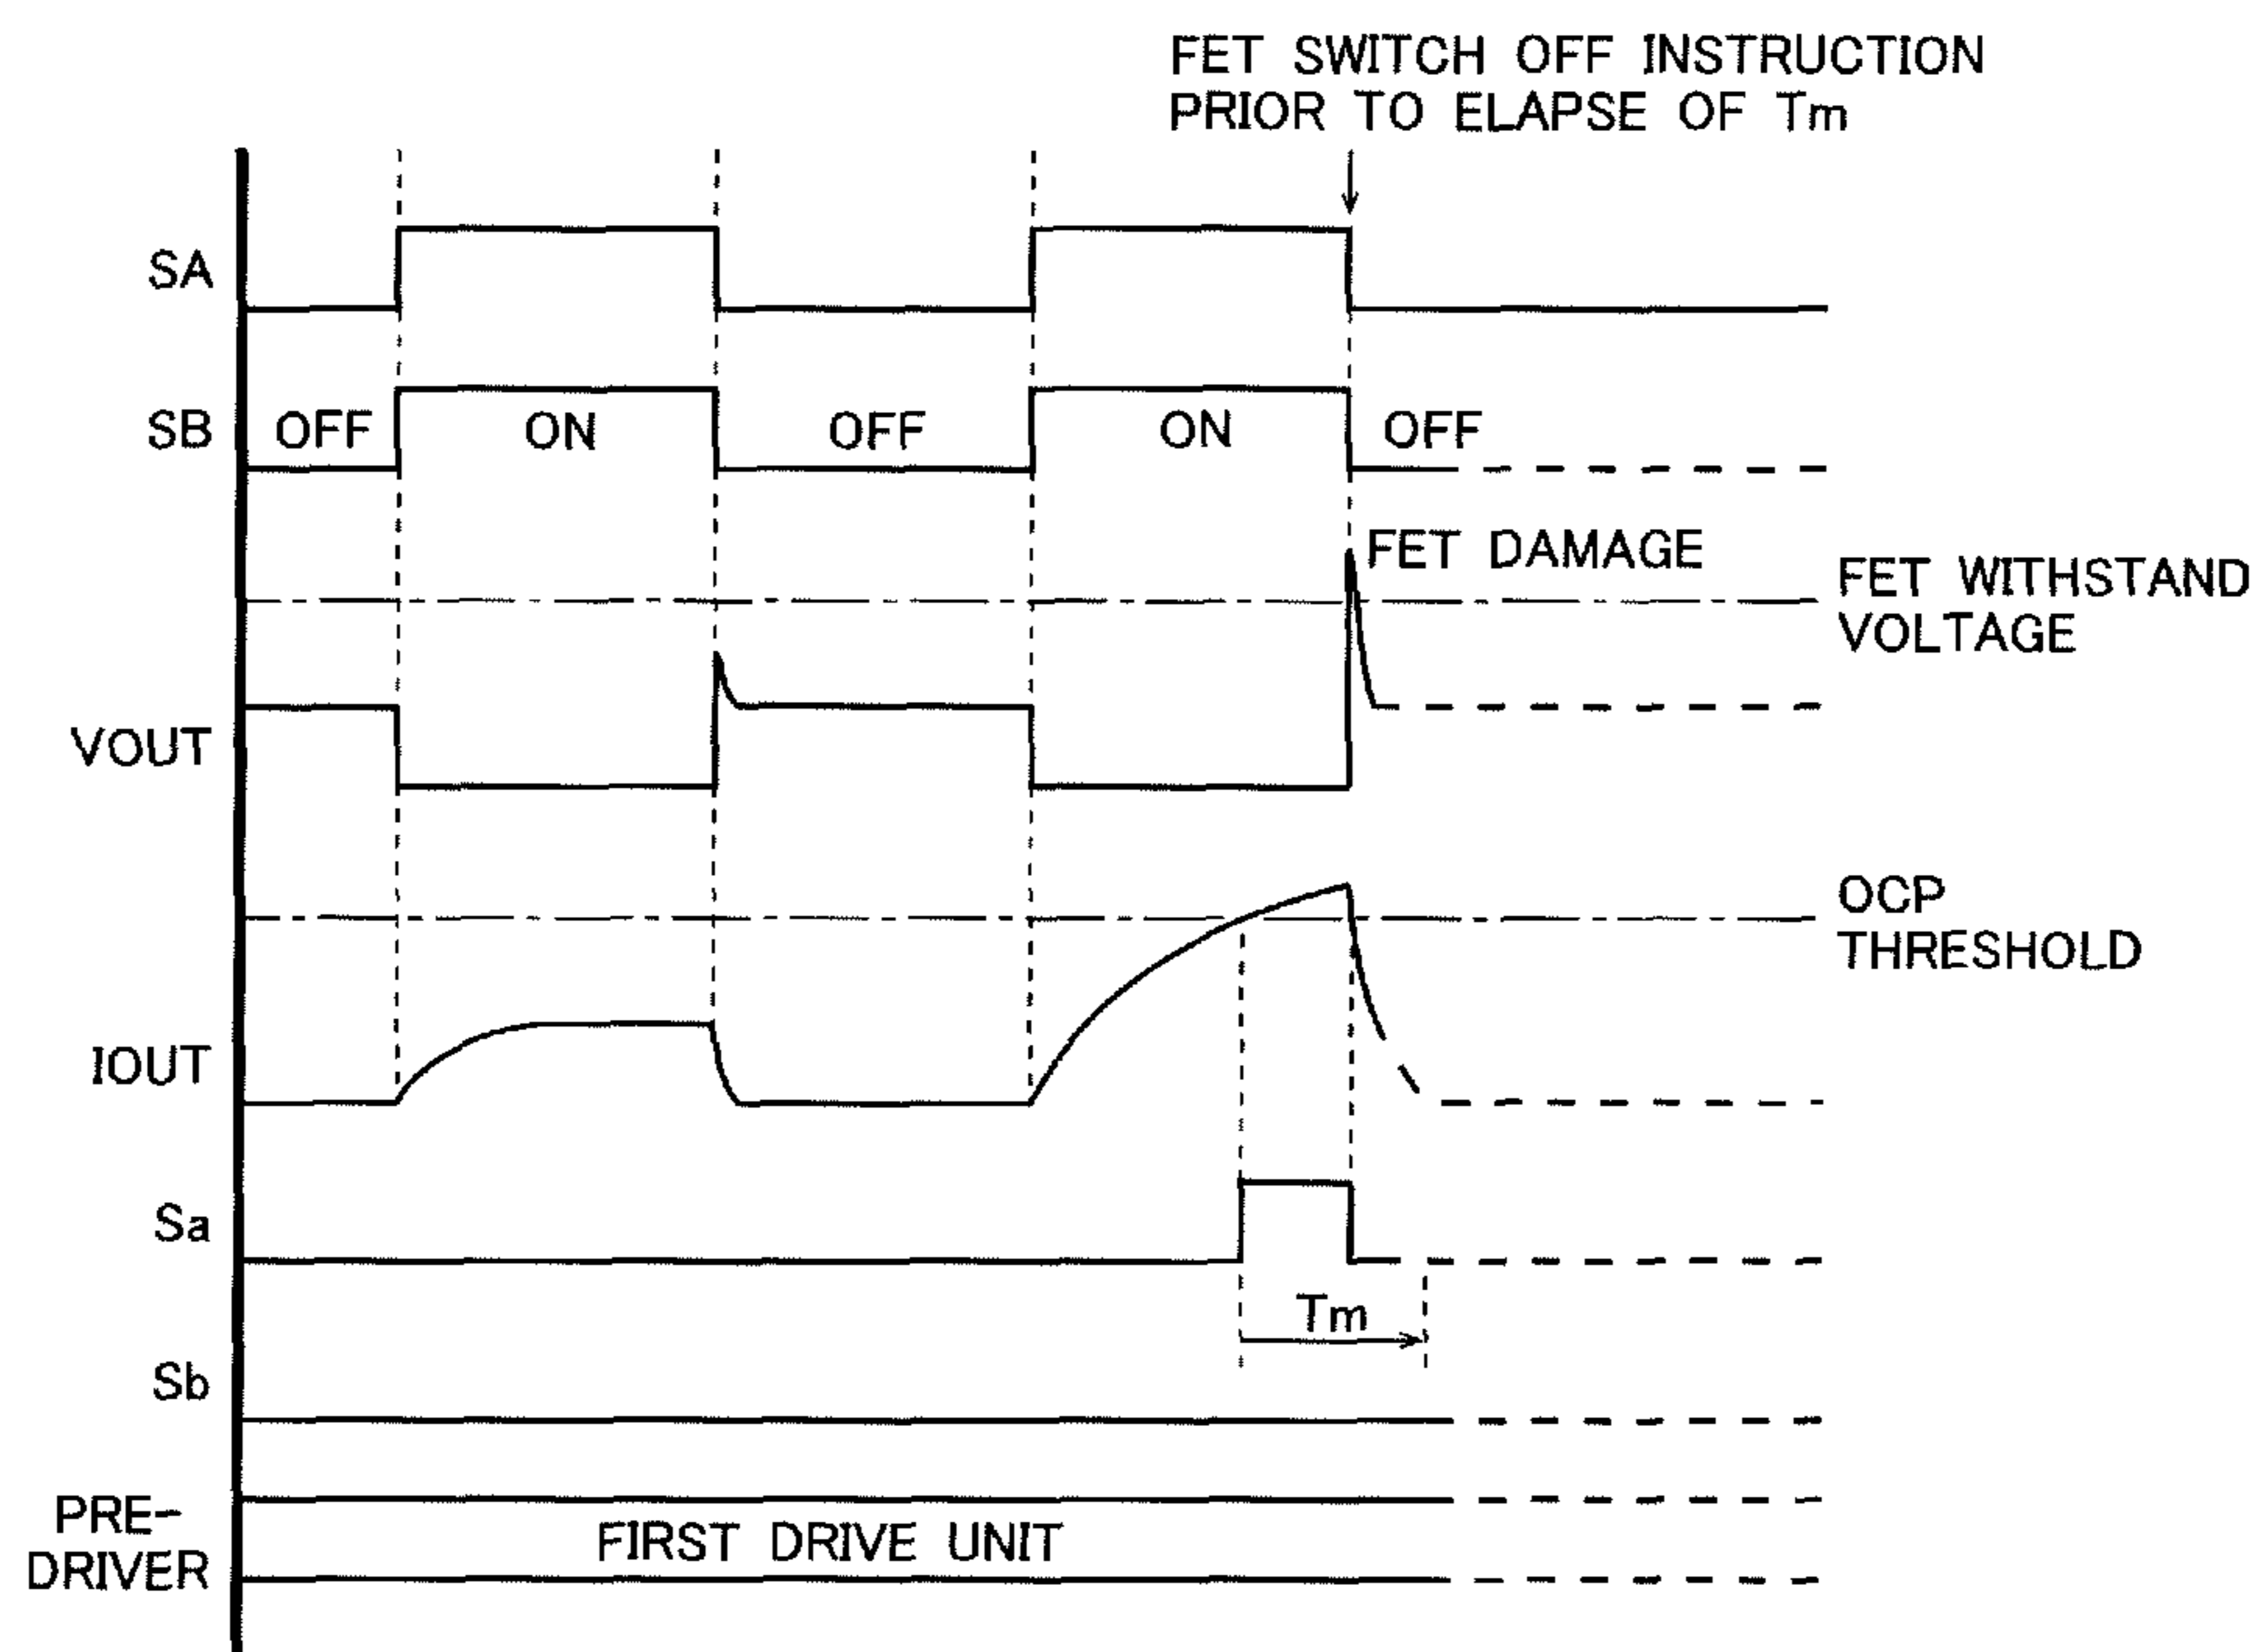 FET SWITCH OFF INSTRUCTION
PRIOR TO ELAPSE OF Tm
SA
SB
OFF
ON
OFF
ON
OFF
FET DAMAGE
FET WITHSTAND
VOLTAGE
VOUT
OCP
THRESHOLD
IOUT
Sa
Tm
Sb
PRE-
DRIVER
FIRST DRIVE UNIT